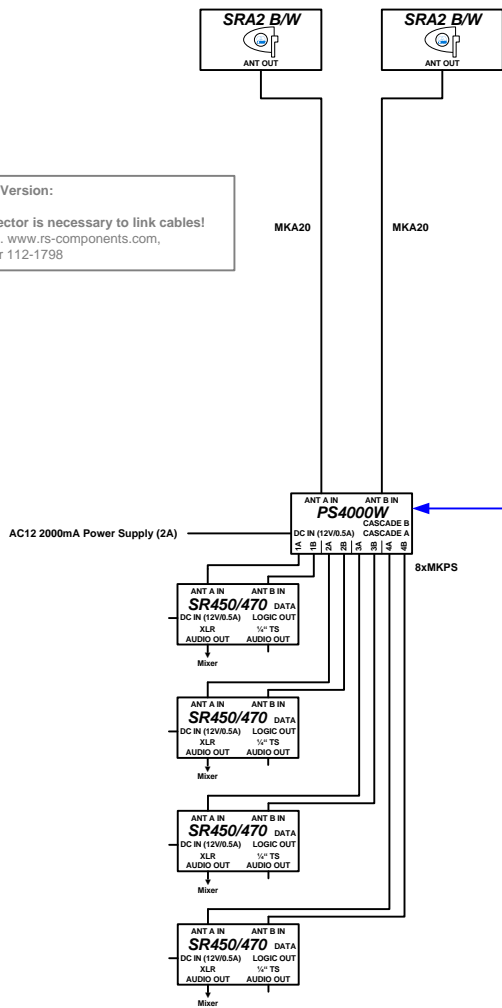 SRA2 B/W
ANT OUT
SRA2 B/W
ANT OUT
Version:
ector is necessary to link cables!
. www.rs-components.com,
r 112-1798
MKA20
MKA20
ANT A IN ANT B IN
PS4000W
CASCADE B
DC IN (12V/0.5A) CASCADE A
1A 1B 2A 2B 3A 3B 4A 4B
AC12 2000mA Power Supply (2A)
8xMKPS
ANT A IN ANT B IN
SR450/470 DATA
DC IN (12V/0.5A) LOGIC OUT
XLR ¼" TS
AUDIO OUT AUDIO OUT
Mixer
ANT A IN ANT B IN
SR450/470 DATA
DC IN (12V/0.5A) LOGIC OUT
XLR ¼" TS
AUDIO OUT AUDIO OUT
Mixer
ANT A IN ANT B IN
SR450/470 DATA
DC IN (12V/0.5A) LOGIC OUT
XLR ¼" TS
AUDIO OUT AUDIO OUT
Mixer
ANT A IN ANT B IN
SR450/470 DATA
DC IN (12V/0.5A) LOGIC OUT
XLR ¼" TS
AUDIO OUT AUDIO OUT
Mixer